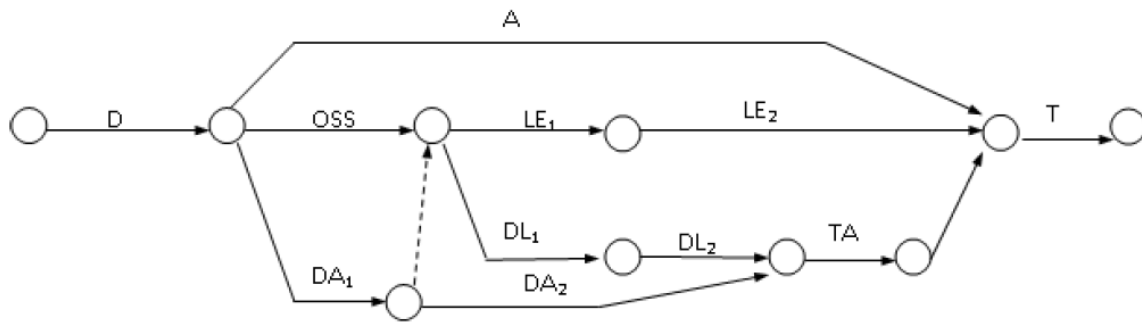 A
D
OSS
LE₁
LE₂
T
DL₁
DL₂
TA
DA₁
DA₂